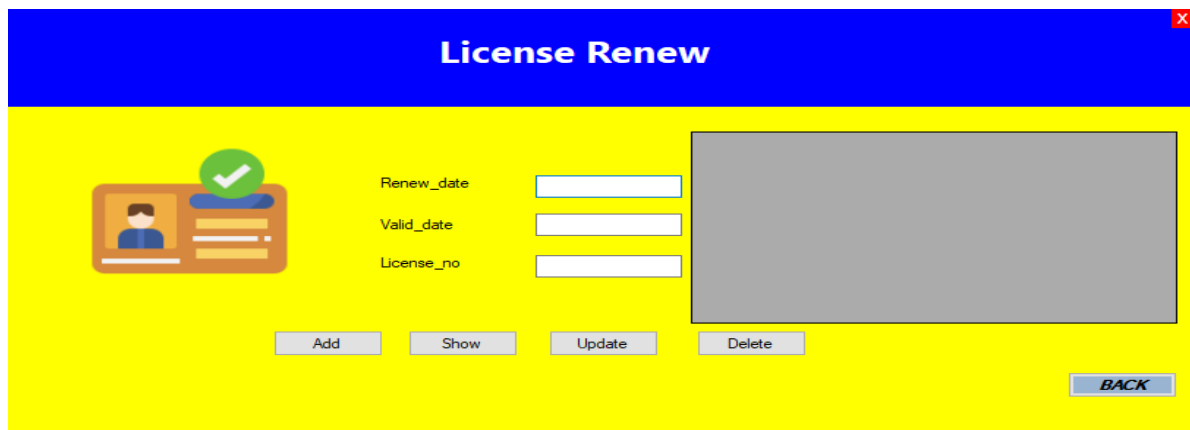 X
License Renew
Renew_date
Valid_date
License_no
Add Show Update Delete
BACK